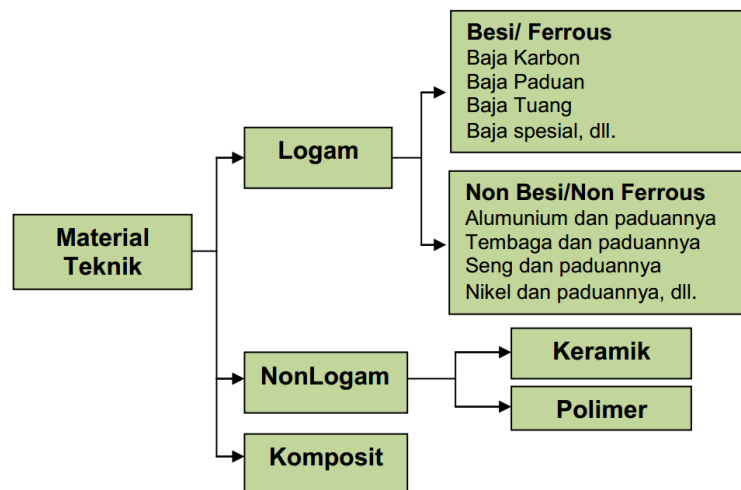 Material
Teknik
Logam
Besi/ Ferrous
Baja Karbon
Baja Paduan
Baja Tuang
Baja spesial, dll.
Non Besi/Non Ferrous
Alumunium dan paduannya
Tembaga dan paduannya
Seng dan paduannya
Nikel dan paduannya, dll.
NonLogam
Keramik
Polimer
Komposit